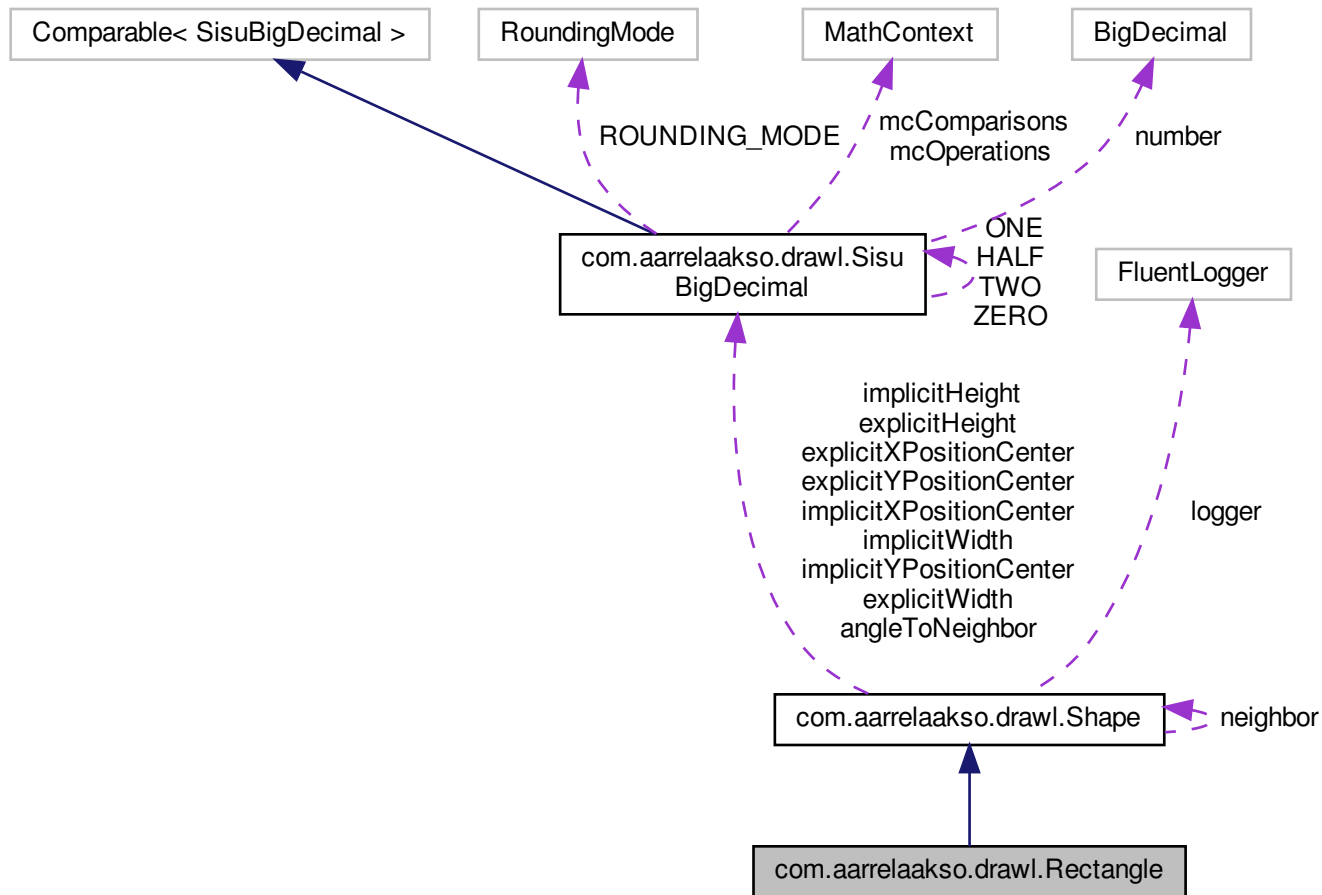 Comparable< SisuBigDecimal >
RoundingMode
MathContext
BigDecimal
ROUNDING_MODE
mcComparisons
mcOperations
number
com.aarrelaakso.drawl.Sisu
BigDecimal
ONE
HALF
TWO
ZERO
FluentLogger
implicitHeight
explicitHeight
explicitXPositionCenter
explicitYPositionCenter
implicitXPositionCenter
implicitWidth
implicitYPositionCenter
explicitWidth
angleToNeighbor
logger
com.aarrelaakso.drawl.Shape
neighbor
com.aarrelaakso.drawl.Rectangle